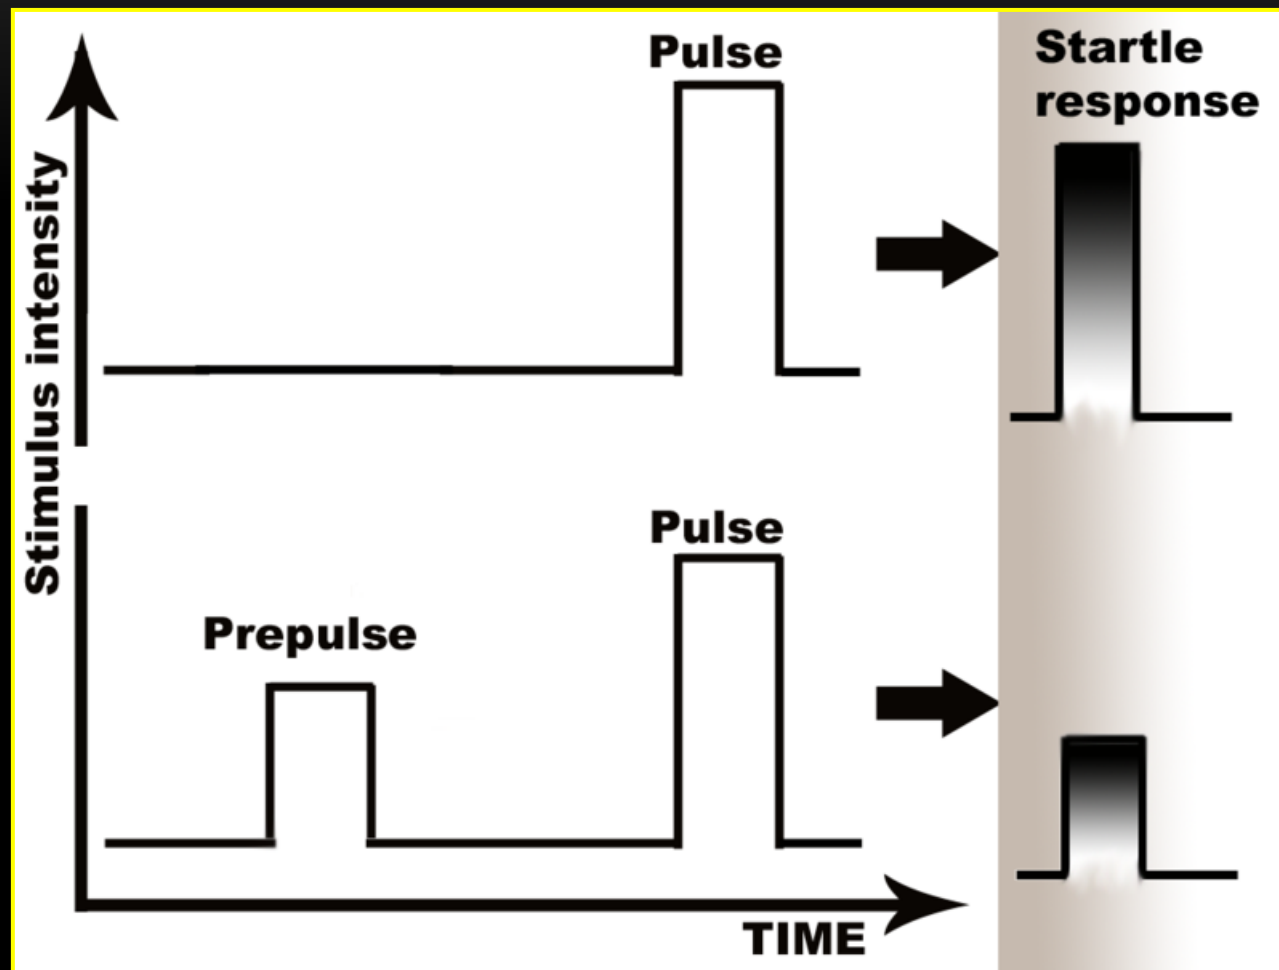 Pulse
Startle
response
Stimulus intensity
Pulse
Prepulse
TIME